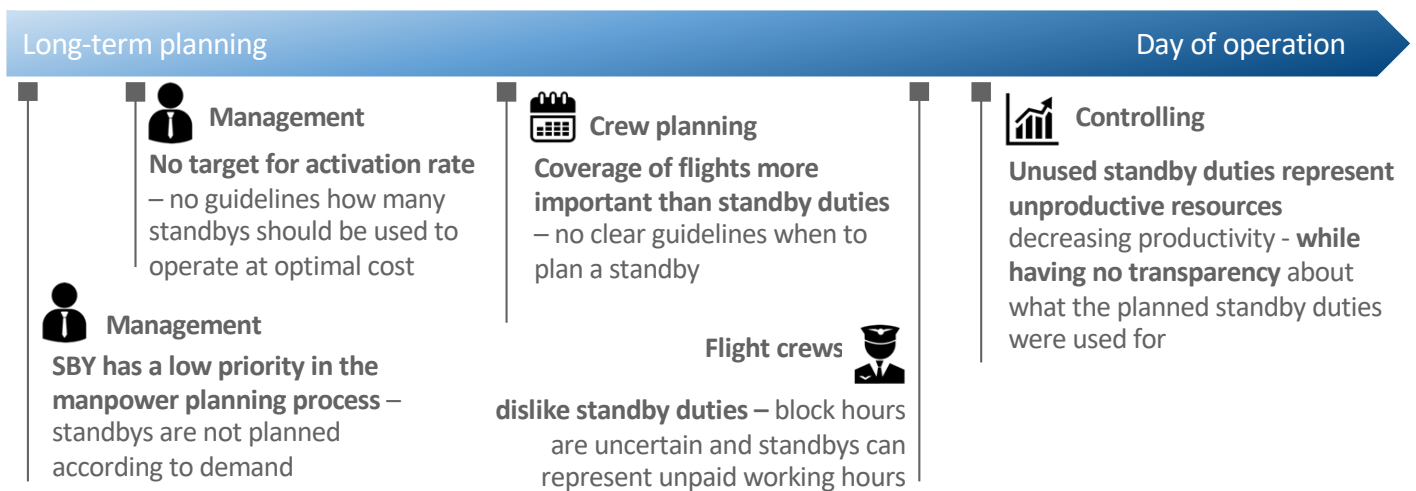 Long-term planning
Day of operation
Management
No target for activation rate
– no guidelines how many
standbys should be used to
operate at optimal cost
Management
SBY has a low priority in the
manpower planning process –
standbys are not planned
according to demand
Crew planning
Coverage of flights more
important than standby duties
– no clear guidelines when to
plan a standby
Flight crews
dislike standby duties – block hours
are uncertain and standbys can
represent unpaid working hours
Controlling
Unused standby duties represent
unproductive resources
decreasing productivity - while
having no transparency about
what the planned standby duties
were used for